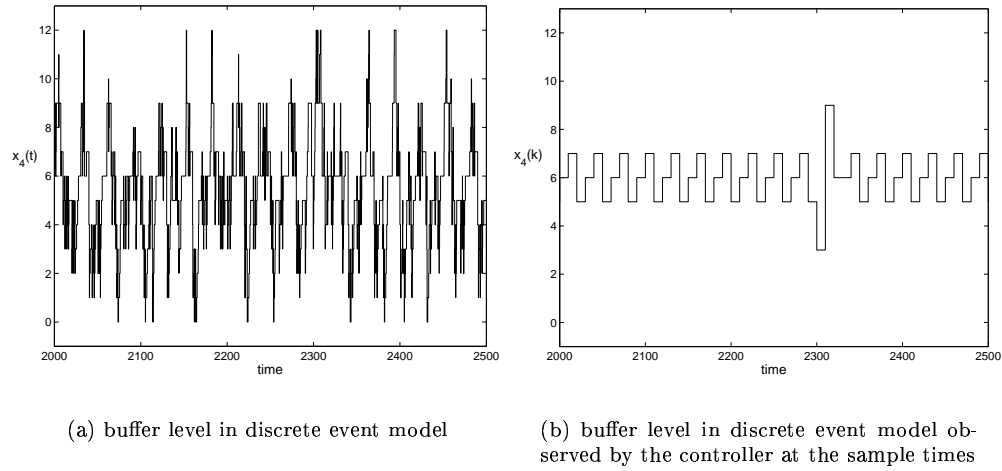 12
10
8
6
4
2
0
x4(t)
2000 2100 2200 2300 2400 2500
time
12
10
8
6
4
2
0
x4(k)
2000 2100 2200 2300 2400 2500
time
(a) buffer level in discrete event model
(b) buffer level in discrete event model ob-
served by the controller at the sample times